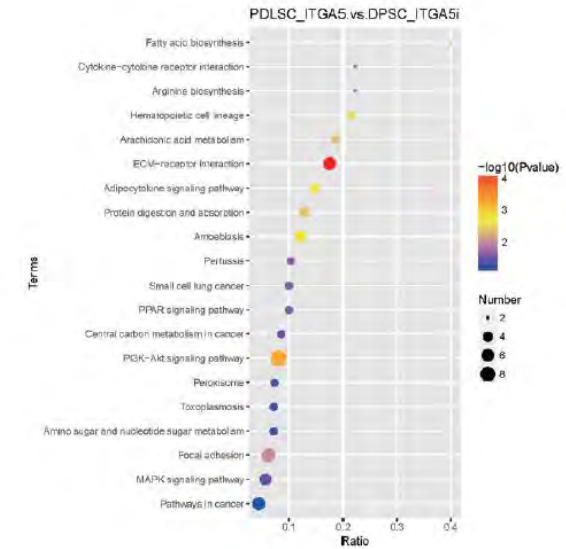 PDLSC_ITGA5.vs.DPSC_ITGA5i
Fatty acid biosynthesis
Cytokine-cytokine receptor interaction
Arginine biosynthesis
Hematopoietic cell lineage
Arachidonic acid metabolism
ECM-receptor interaction
Adipocytokine signaling pathway
Protein digestion and absorption
Amoebiasis
Pertussis
Small cell lung cancer
PPAR signaling pathway
Central carbon metabolism in cancer
PI3K-Akt signaling pathway
Peroxisome
Toxoplasmosis
Amino sugar and nucleotide sugar metabolism
Focal adhesion
MAPK signaling pathway
Pathways in cancer
Terms
0.1 0.2 0.3 0.4
Ratio
-log10(Pvalue)
4
3
2
Number
2
4
6
8